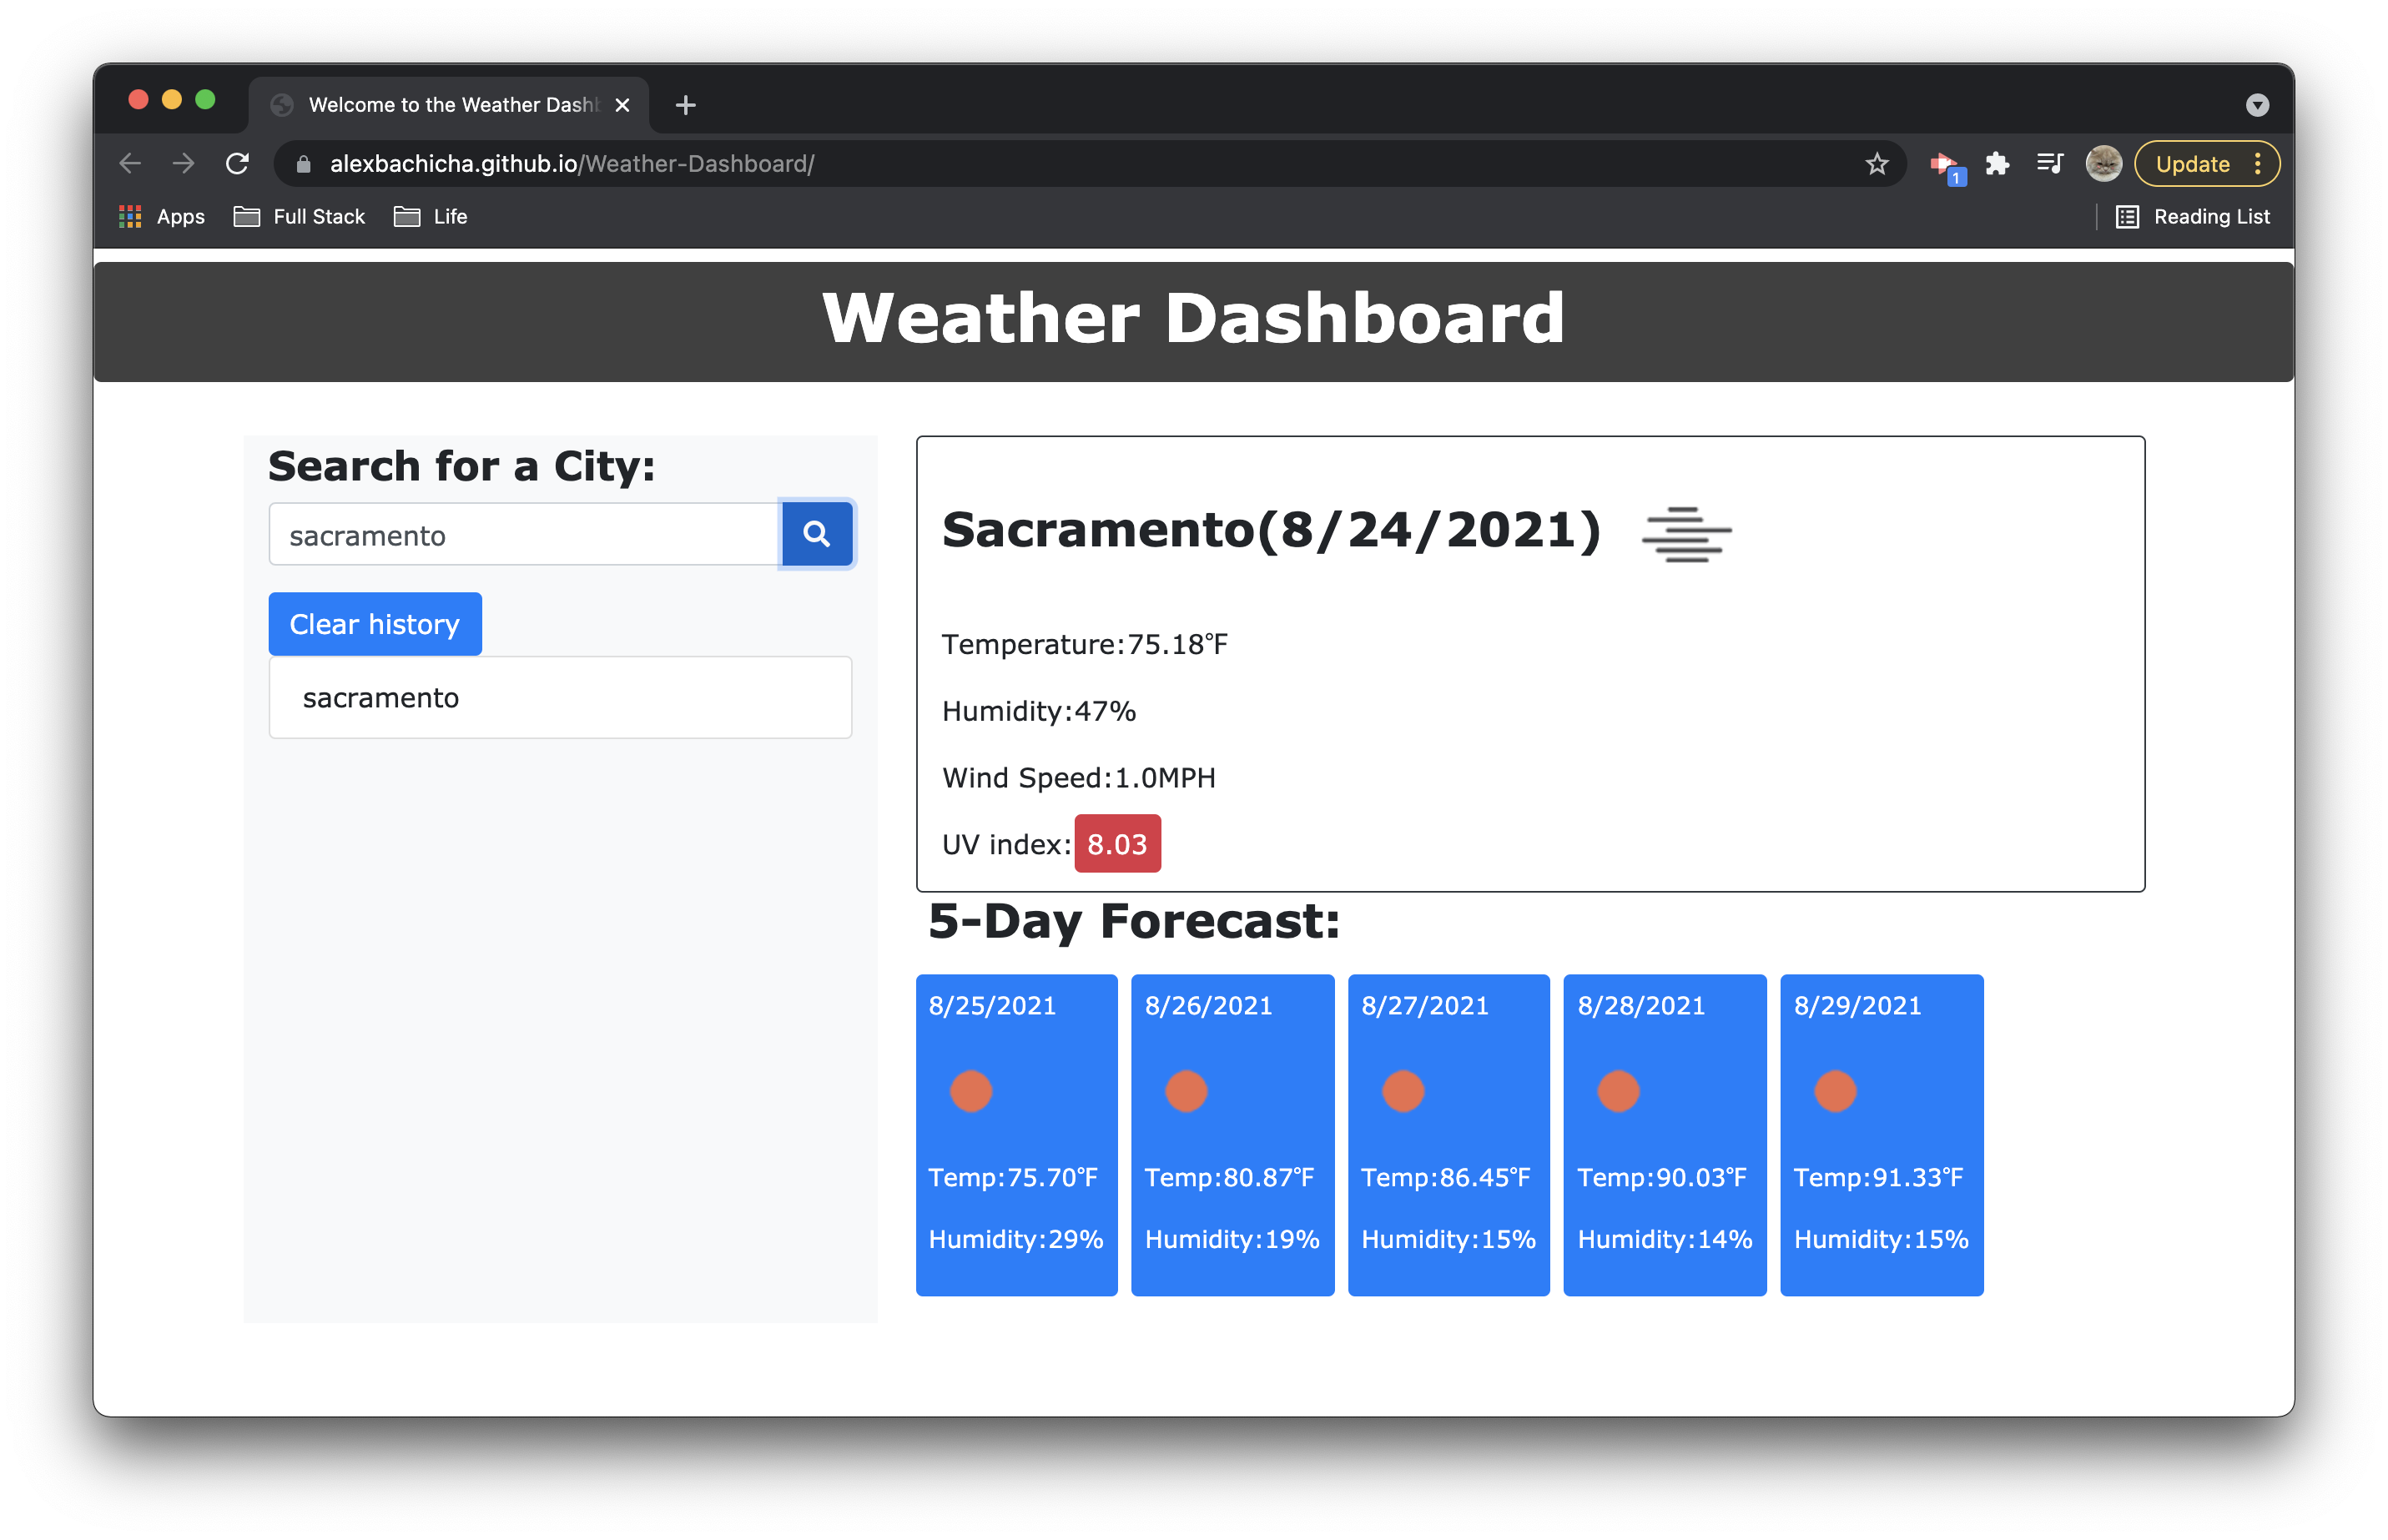 Welcome to the Weather Dashb
alexbachicha.github.io/Weather-Dashboard/
1
Update
Apps
Full Stack
Life
Reading List
Weather Dashboard
Search for a City:
sacramento
Clear history
sacramento
Sacramento(8/24/2021)
Temperature:75.18°F
Humidity:47%
Wind Speed:1.0MPH
UV index: 8.03
5-Day Forecast:
8/25/2021
Temp:75.70°F
Humidity:29%
8/26/2021
Temp:80.87°F
Humidity:19%
8/27/2021
Temp:86.45°F
Humidity:15%
8/28/2021
Temp:90.03°F
Humidity:14%
8/29/2021
Temp:91.33°F
Humidity:15%